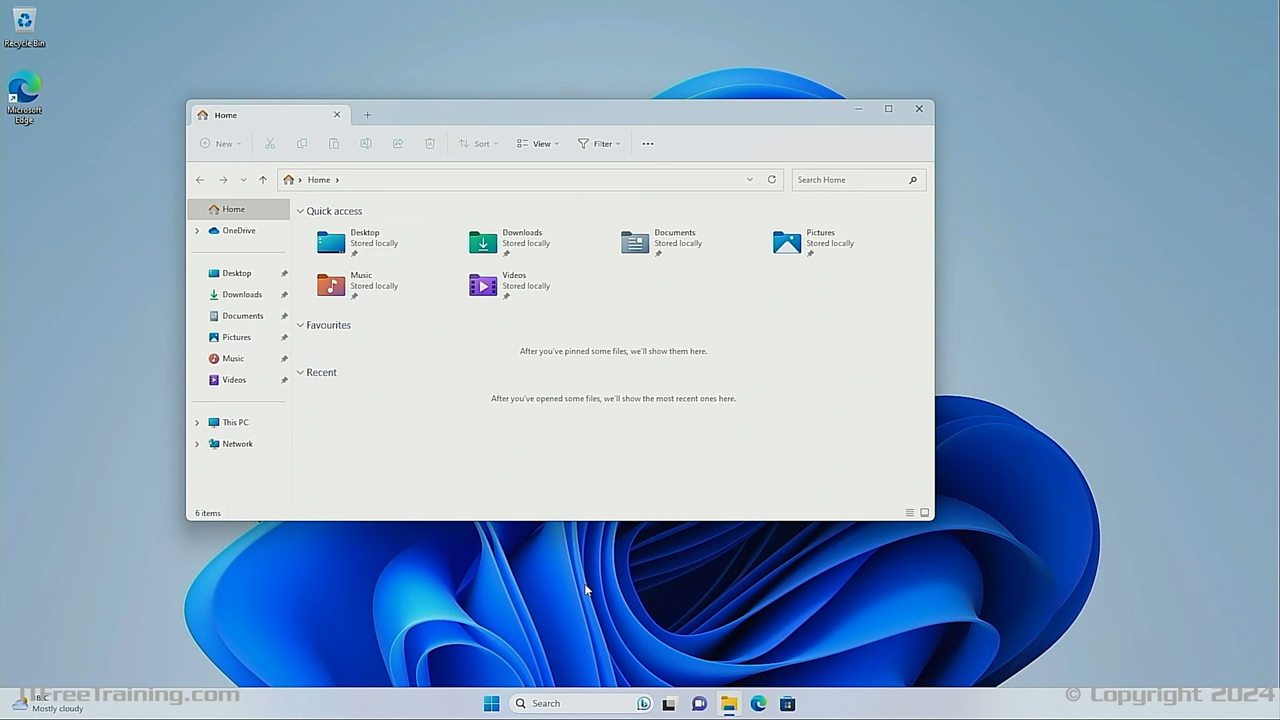 Recycle Bin
Microsoft
Edge
Home
New
Sort
View
Filter
Home
Search Home
Home
OneDrive
Desktop
Downloads
Documents
Pictures
Music
Videos
This PC
Network
Quick access
Desktop
Stored locally
Downloads
Stored locally
Documents
Stored locally
Pictures
Stored locally
Music
Stored locally
Videos
Stored locally
Favourites
After you've pinned some files, we'll show them here.
Recent
After you've opened some files, we'll show the most recent ones here.
6 items
ITFreeTraining.com
Mostly cloudy
Search
© Copyright 2024